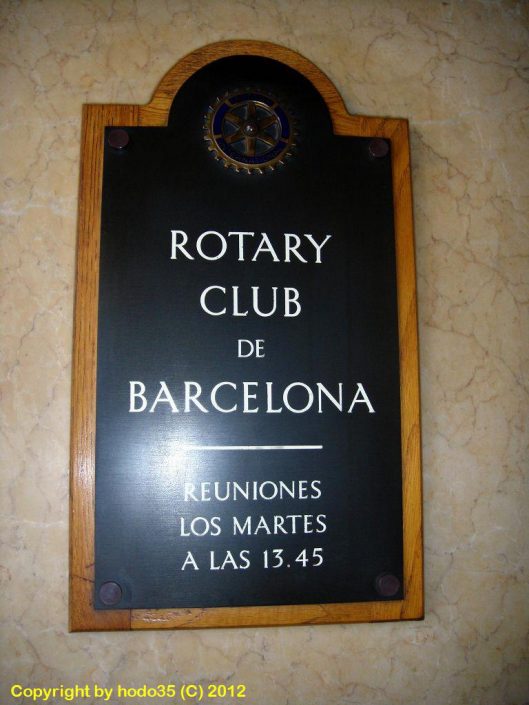 ROTARY
CLUB
DE
BARCELONA
REUNIONES
LOS MARTES
A LAS 13.45
Copyright by hodo35 (C) 2012